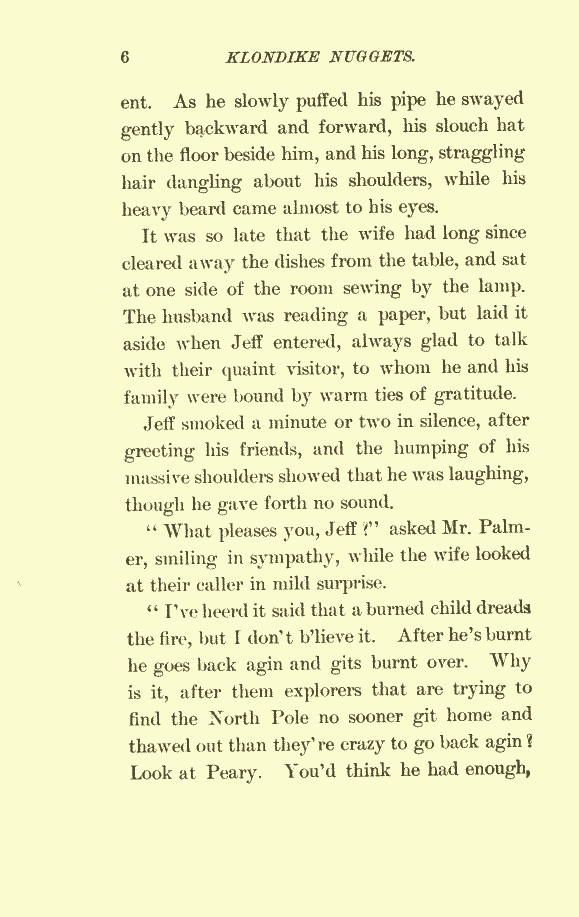 6 KLONDIKE NUGGETS.
ent. As he slowly puffed his pipe he swayed
gently backward and forward, his slouch hat
on the floor beside him, and his long, straggling
hair dangling about his shoulders, while his
heavy beard came almost to his eyes.
It was so late that the wife had long since
cleared away the dishes from the table, and sat
at one side of the room sewing by the lamp.
The husband was reading a paper, but laid it
aside when Jeff entered, always glad to talk
with their quaint visitor, to whom he and his
family were bound by warm ties of gratitude.
Jeff smoked a minute or two in silence, after
greeting his friends, and the humping of his
massive shoulders showed that he was laughing,
though he gave forth no sound.
“ What pleases you, Jeff ?” asked Mr. Palm-
er, smiling in sympathy, while the wife looked
at their caller in mild surprise.
“ I've heerd it said that a burned child dreads
the fire, but I don't b'lieve it. After he's burnt
he goes back agin and gits burnt over. Why
is it, after them explorers that are trying to
find the North Pole no sooner git home and
thawed out than they're crazy to go back agin ?
Look at Peary. You'd think he had enough,